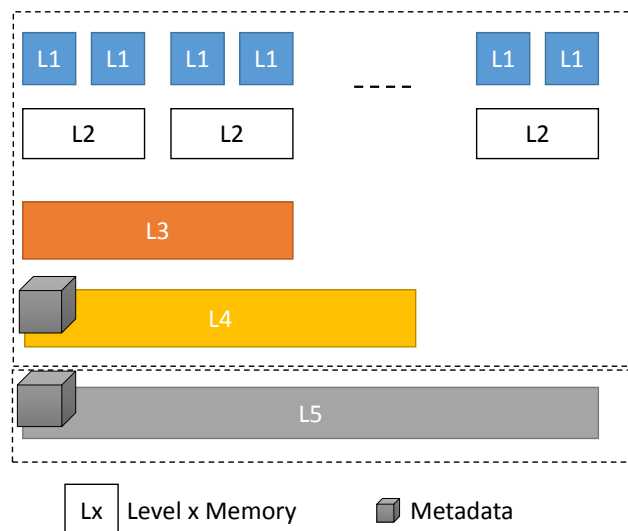 L1 L1 L1 L1 L1 L1
L2 L2 L2
L3
L4
L5
Lx Level x Memory Metadata